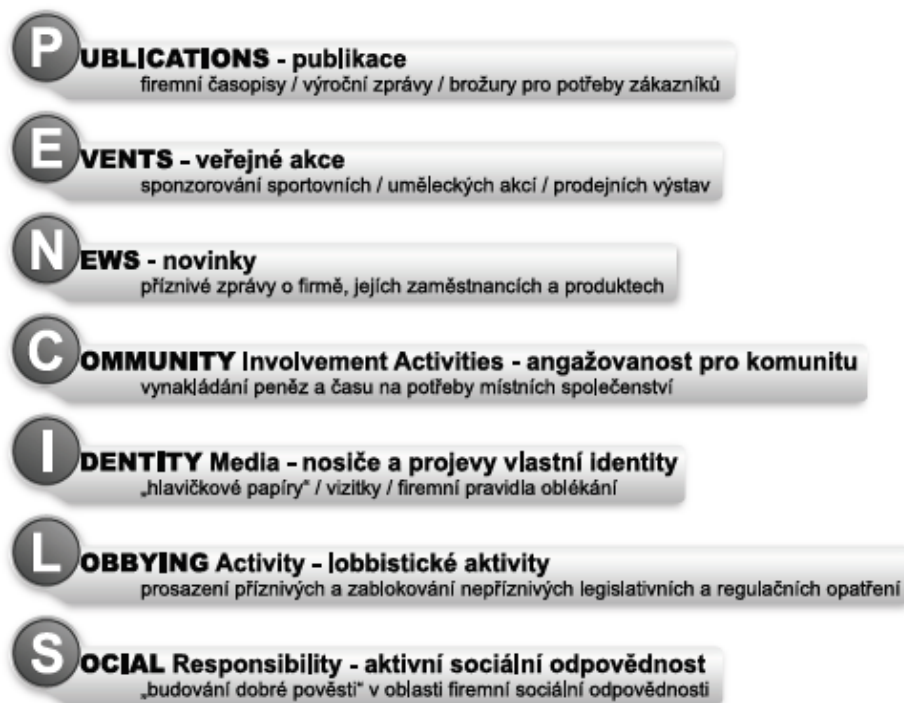 PUBLICATIONS - publikace
firemní časopisy / výroční zprávy / brožury pro potřeby zákazníků
EVENTS - veřejné akce
sponzorování sportovních / uměleckých akcí / prodejních výstav
NEWS - novinky
příznivé zprávy o firmě, jejích zaměstnancích a produktech
COMMUNITY Involvement Activities - angažovanost pro komunitu
vynakládání peněz a času na potřeby místních společenství
IDENTITY Media - nosiče a projevy vlastní identity
„hlavičkové papíry“ / vizitky / firemní pravidla oblékání
LOBBYING Activity - lobbistické aktivity
prosazení příznivých a zablokování nepříznivých legislativních a regulačních opatření
SOCIAL Responsibility - aktivní sociální odpovědnost
„budování dobré pověsti“ v oblasti firemní sociální odpovědnosti